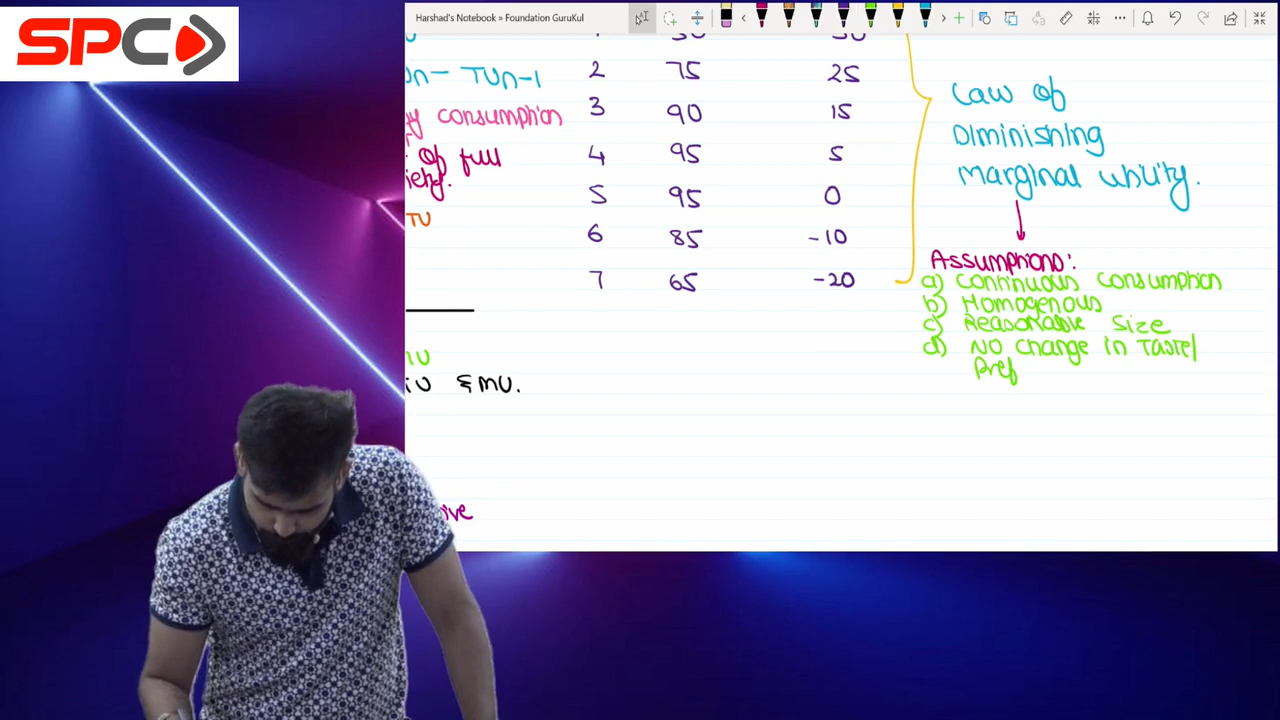 SPC
Harshad's Notebook » Foundation GuruKul
2 75 25
Un - TUn-1
3 90 15
consumption
4 95 5
of full
5 95 0
TU
6 85 -10
7 65 -20
Law of
Diminishing
Marginal utility.
Assumptions:
a) Continuous consumption
b) Homogenous
c) Reasonable size
d) No change in Taste/
Pref
& MU.